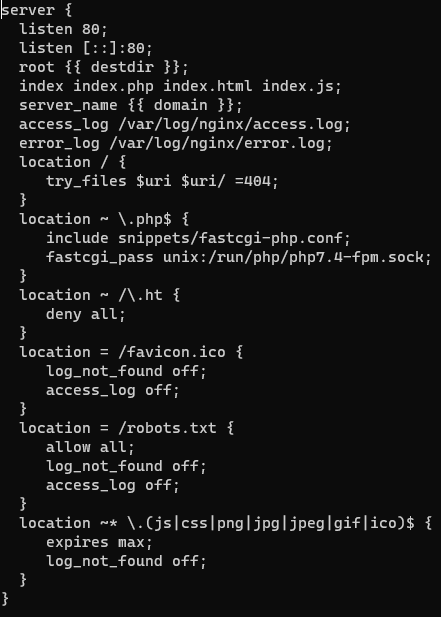 server {
  listen 80;
  listen [::]:80;
  root {{ destdir }};
  index index.php index.html index.js;
  server_name {{ domain }};
  access_log /var/log/nginx/access.log;
  error_log /var/log/nginx/error.log;
  location / {
     try_files $uri $uri/ =404;
  }
  location ~ \.php$ {
     include snippets/fastcgi-php.conf;
     fastcgi_pass unix:/run/php/php7.4-fpm.sock;
  }
  location ~ /\.ht {
     deny all;
  }
  location = /favicon.ico {
     log_not_found off;
     access_log off;
  }
  location = /robots.txt {
     allow all;
     log_not_found off;
     access_log off;
  }
  location ~* \.(js|css|png|jpg|jpeg|gif|ico)$ {
     expires max;
     log_not_found off;
  }
}